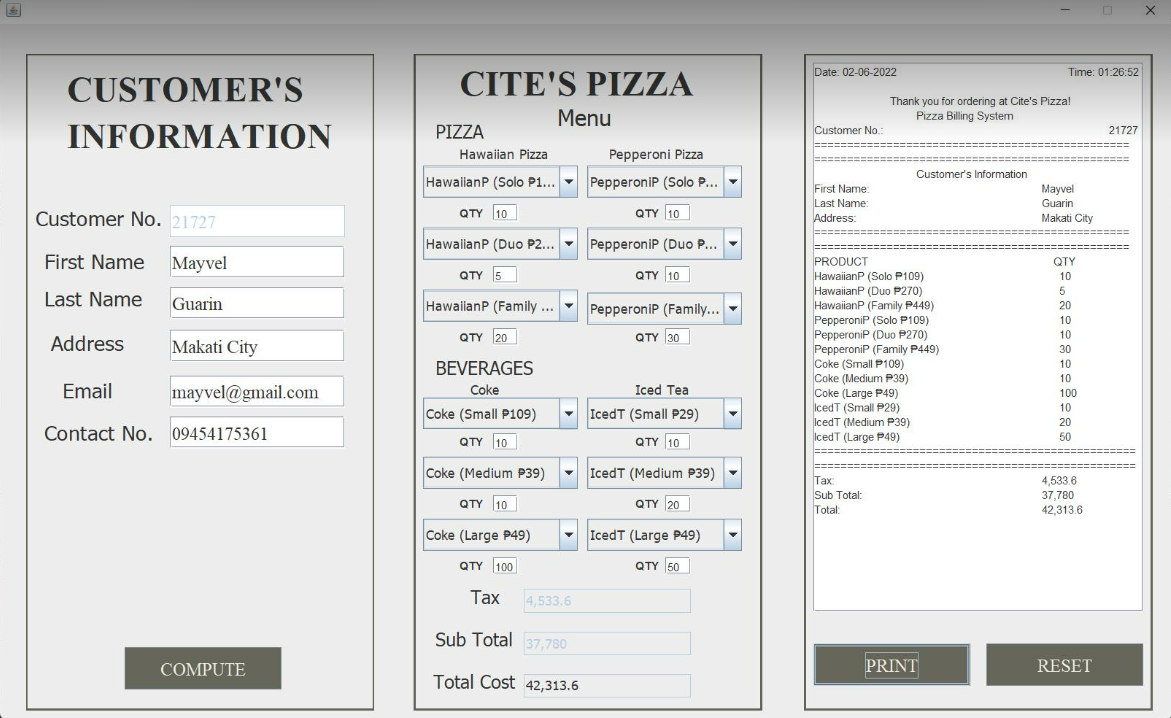 CUSTOMER'S
INFORMATION
Customer No. 21727
First Name Mayvel
Last Name Guarin
Address Makati City
Email mayvel@gmail.com
Contact No. 09454175361
COMPUTE
CITE'S PIZZA
Menu
PIZZA
Hawaiian Pizza Pepperoni Pizza
HawaiianP (Solo ₱1... PepperoniP (Solo ₱...
QTY 10 QTY 10
HawaiianP (Duo ₱2... PepperoniP (Duo ₱...
QTY 5 QTY 10
HawaiianP (Family ... PepperoniP (Family...
QTY 20 QTY 30
BEVERAGES
Coke Iced Tea
Coke (Small ₱109) IcedT (Small ₱29)
QTY 10 QTY 10
Coke (Medium ₱39) IcedT (Medium ₱39)
QTY 10 QTY 20
Coke (Large ₱49) IcedT (Large ₱49)
QTY 100 QTY 50
Tax 4,533.6
Sub Total 37,780
Total Cost 42,313.6
Date: 02-06-2022 Time: 01:26:52
Thank you for ordering at Cite's Pizza!
Pizza Billing System
Customer No.: 21727
=============================================
=============================================
Customer's Information
First Name: Mayvel
Last Name: Guarin
Address: Makati City
=============================================
=============================================
PRODUCT QTY
HawaiianP (Solo ₱109) 10
HawaiianP (Duo ₱270) 5
HawaiianP (Family ₱449) 20
PepperoniP (Solo ₱109) 10
PepperoniP (Duo ₱270) 10
PepperoniP (Family ₱449) 30
Coke (Small ₱109) 10
Coke (Medium ₱39) 10
Coke (Large ₱49) 100
IcedT (Small ₱29) 10
IcedT (Medium ₱39) 20
IcedT (Large ₱49) 50
==============================================
==============================================
Tax: 4,533.6
Sub Total: 37,780
Total: 42,313.6
PRINT RESET